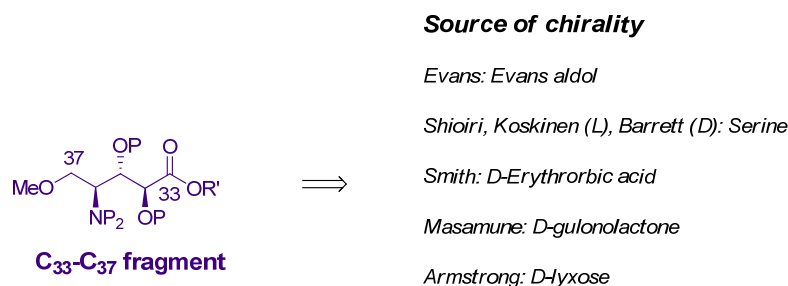 Source of chirality
Evans: Evans aldol
Shioiri, Koskinen (L), Barrett (D): Serine
Smith: D-Erythrorbic acid
Masamune: D-gulonolactone
Armstrong: D-lyxose
OP
O
37
MeO
33
OR'
NP2
OP
C33-C37 fragment